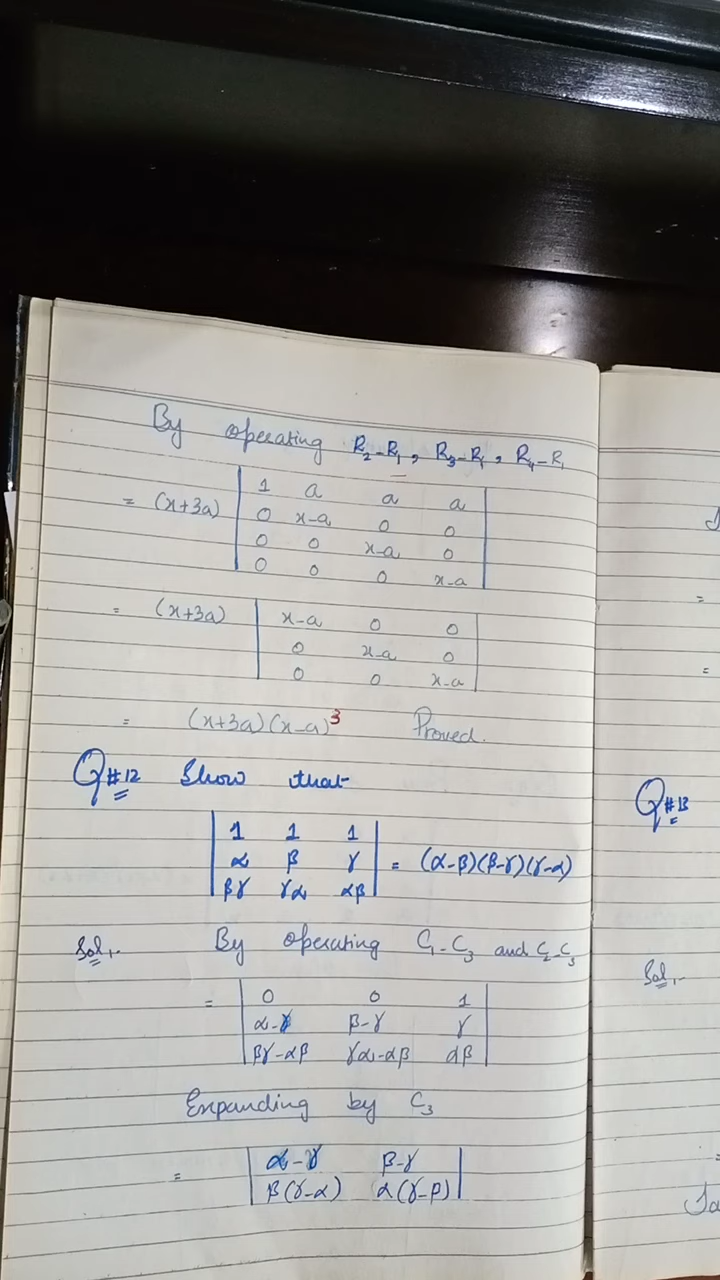 By operating R₂-R₁, R₃-R₁, R₄-R₁
= (x+3a) | 1 a a a |
| 0 x-a 0 0 |
| 0 0 x-a 0 |
| 0 0 0 x-a |
= (x+3a) | x-a 0 0 |
| 0 x-a 0 |
| 0 0 x-a |
= (x+3a)(x-a)³ Proved.
Q#12 Show that
| 1 1 1 |
| α β γ | = (α-β)(β-γ)(γ-α)
| βγ γα αβ |
Sol,- By operating C₁-C₃ and C₂-C₃
= | 0 0 1 |
| α-γ β-γ γ |
| βγ-αβ γα-αβ αβ |
Expanding by C₃
= | α-γ β-γ |
| β(γ-α) α(γ-β) |
=
=
Q#13
Sol,-